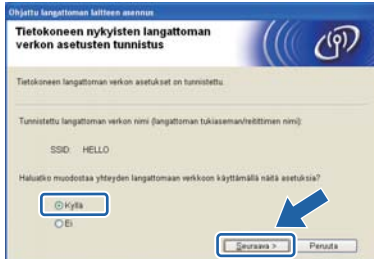 Ohjattu langattoman laitteen asennus
Tietokoneen nykyisten langattoman
verkon asetusten tunnistus
Tietokoneen langattoman verkon asetukset on tunnistettu.
Tunnistettu langattoman verkon nimi (langattoman tukiaseman/reitittimen nimi):
SSID: HELLO
Haluatko muodostaa yhteyden langattomaan verkkoon käyttämällä näitä asetuksia?
Kyllä
Ei
Seuraava > Peruuta